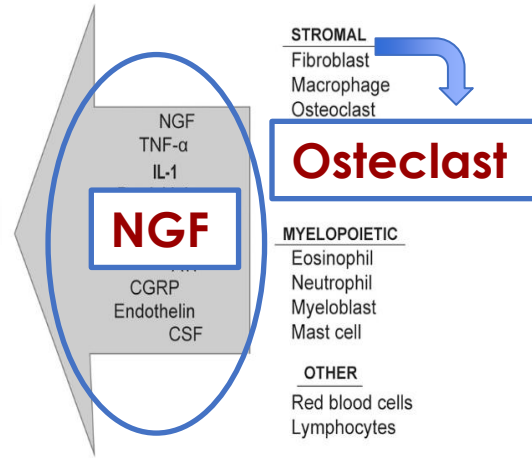 NGF
TNF-α
IL-1
NGF
CGRP
Endothelin
CSF
STROMAL
Fibroblast
Macrophage
Osteoclast
Osteclast
MYELOPOIETIC
Eosinophil
Neutrophil
Myeloblast
Mast cell
OTHER
Red blood cells
Lymphocytes